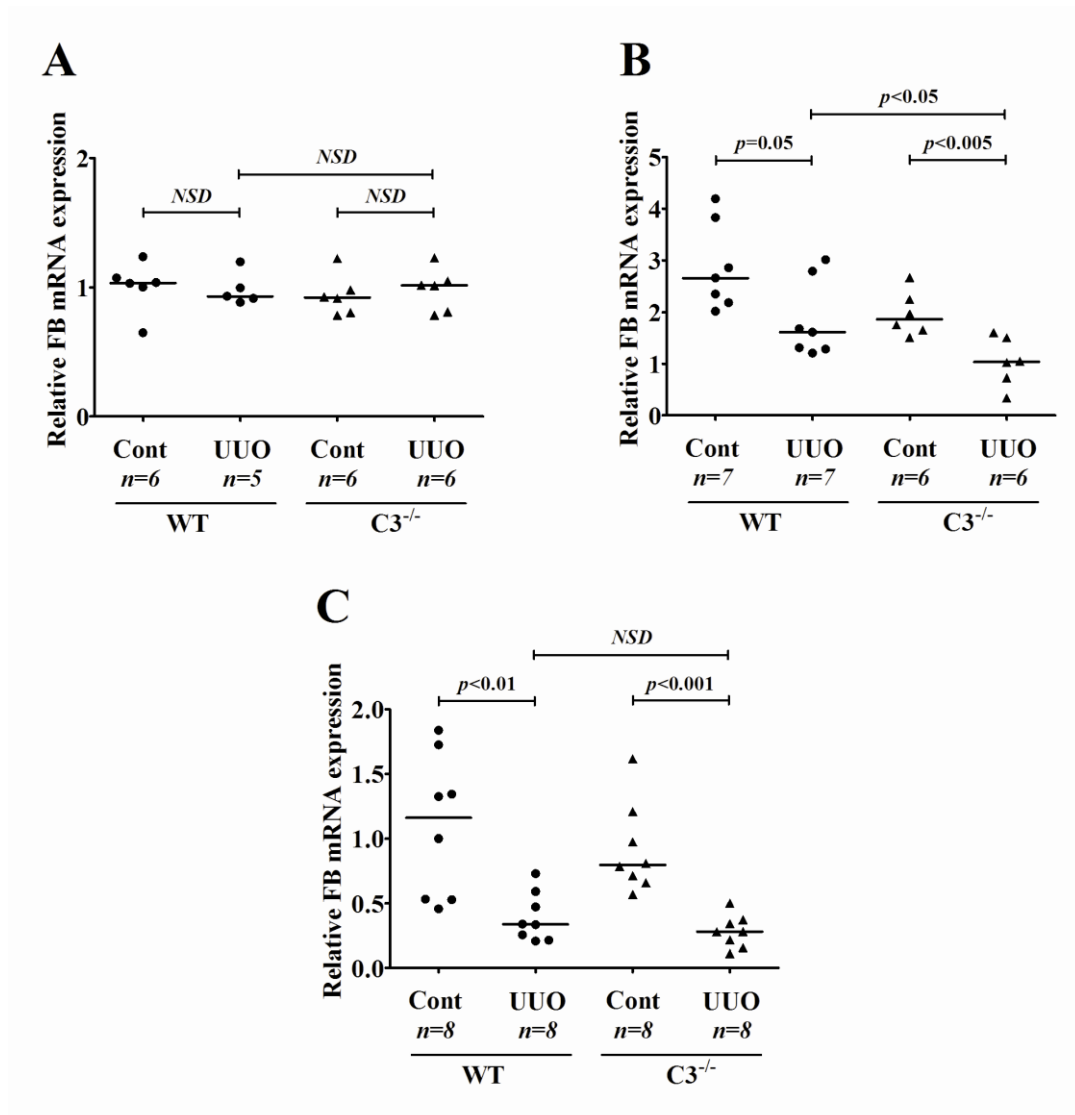 A
Relative FB mRNA expression
2
1
0
NSD
NSD
NSD
Cont
UUO
Cont
UUO
n=6
n=5
n=6
n=6
WT
C3-/-
B
Relative FB mRNA expression
5
4
3
2
1
0
p<0.05
p=0.05
p<0.005
Cont
UUO
Cont
UUO
n=7
n=7
n=6
n=6
WT
C3-/-
C
Relative FB mRNA expression
2.0
1.5
1.0
0.5
0.0
NSD
p<0.01
p<0.001
Cont
UUO
Cont
UUO
n=8
n=8
n=8
n=8
WT
C3-/-